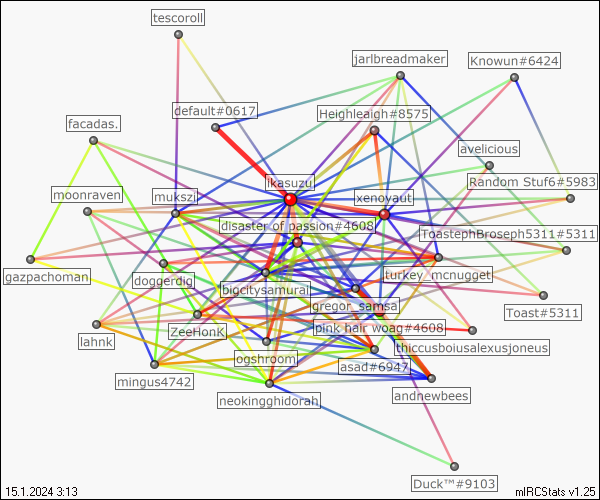 tescoroll
jarlbreadmaker
Knowun#6424
default#0617
Heighleaigh#8575
facadas.
avelicious
ikasuzu
Random Stuf6#5983
moonraven
mukszi
xenovaut
disaster of passion#4608
ToastephBroseph5311#5311
gazpachoman
doggerdig
bigcitysamurai
turkey_mcnugget
gregor_samsa
Toast#5311
lahnk
ZeeHonK
pink hair woag#4608
thiccusboiusalexusjoneus
ogshroom
asad#6947
mingus4742
neokingghidorah
andnewbees
Duck™#9103
15.1.2024 3:13
mIRCStats v1.25